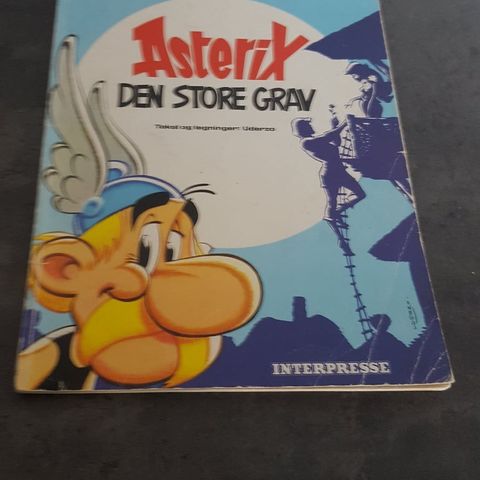 Asterix
DEN STORE GRAV
Tekst og tegninger: Uderzo
INTERPRESSE